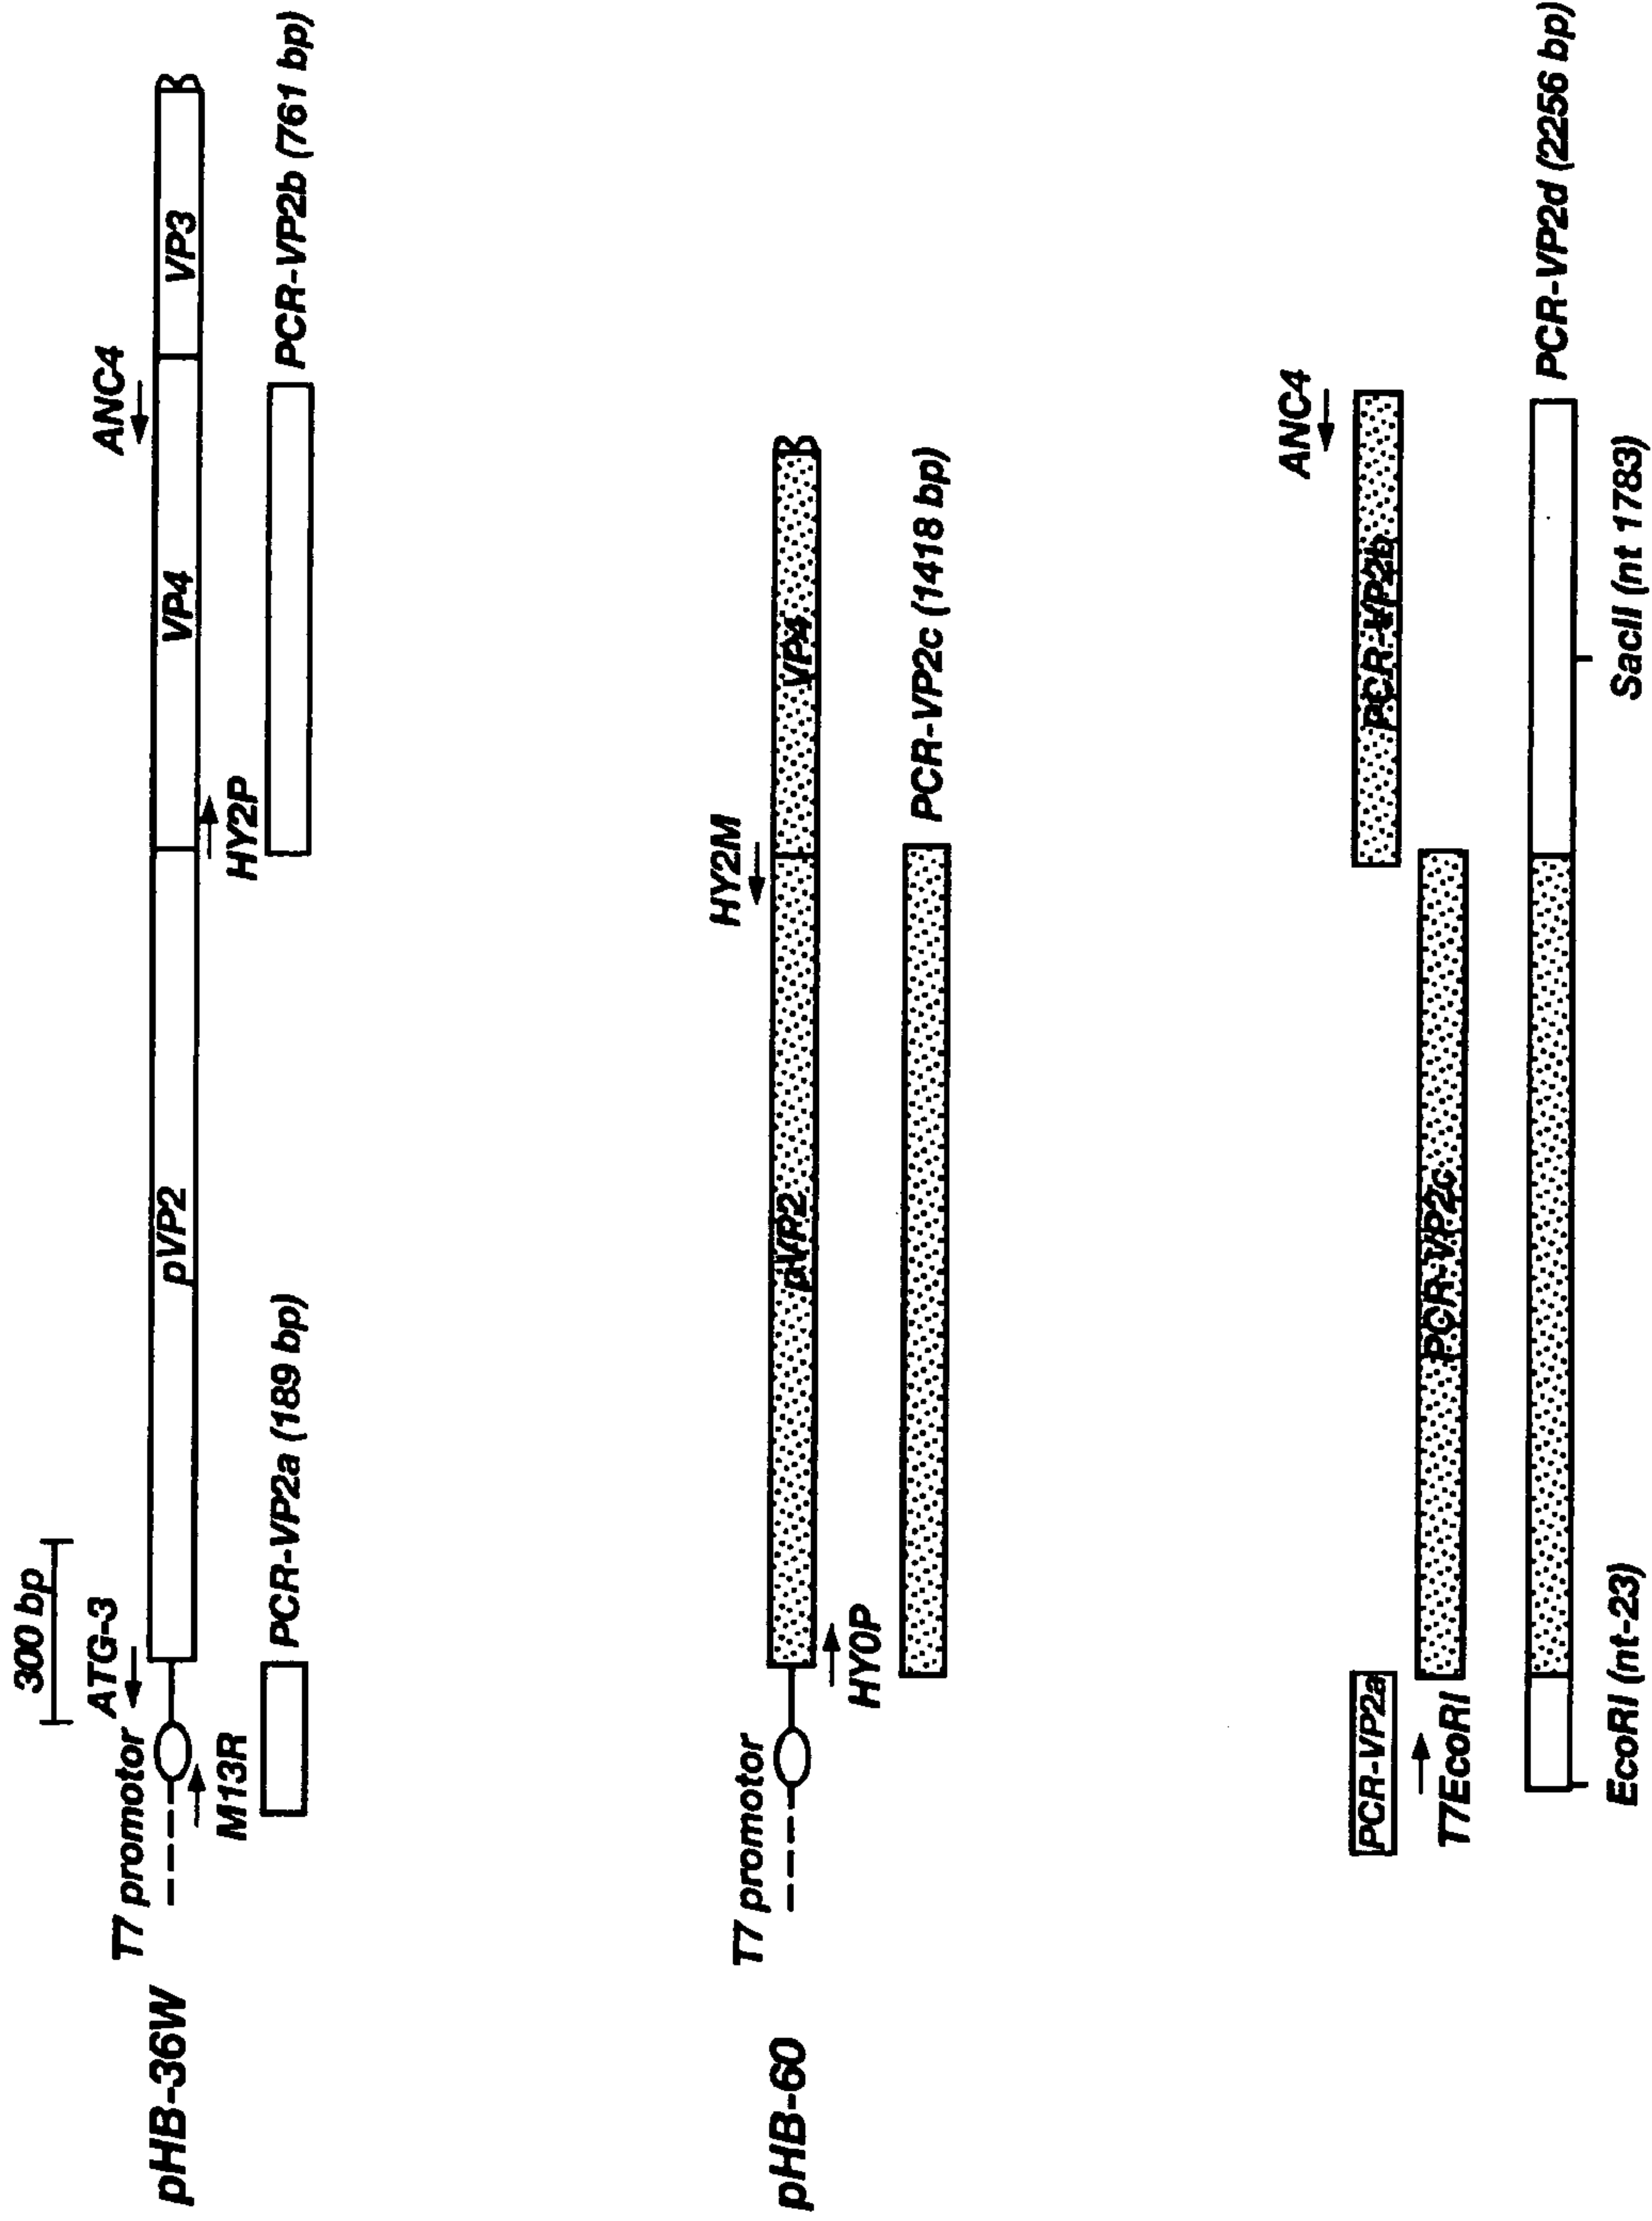 300 bp
ATG-3
ANC4
T7 promotor
pHB-36W
pVP2
VP4
VP3
M13R
HY2P
PCR-VP2a (189 bp)
PCR-VP2b (761 bp)
HY2M
T7 promotor
pHB-60
pVP2
VP4
HY0P
PCR-VP2c (1418 bp)
ANC4
PCR-VP2a
PCR-VP2b
T7EcoRI
PCR-VP2c
PCR-VP2d (2256 bp)
EcoRI (nt-23)
SacII (nt 1783)